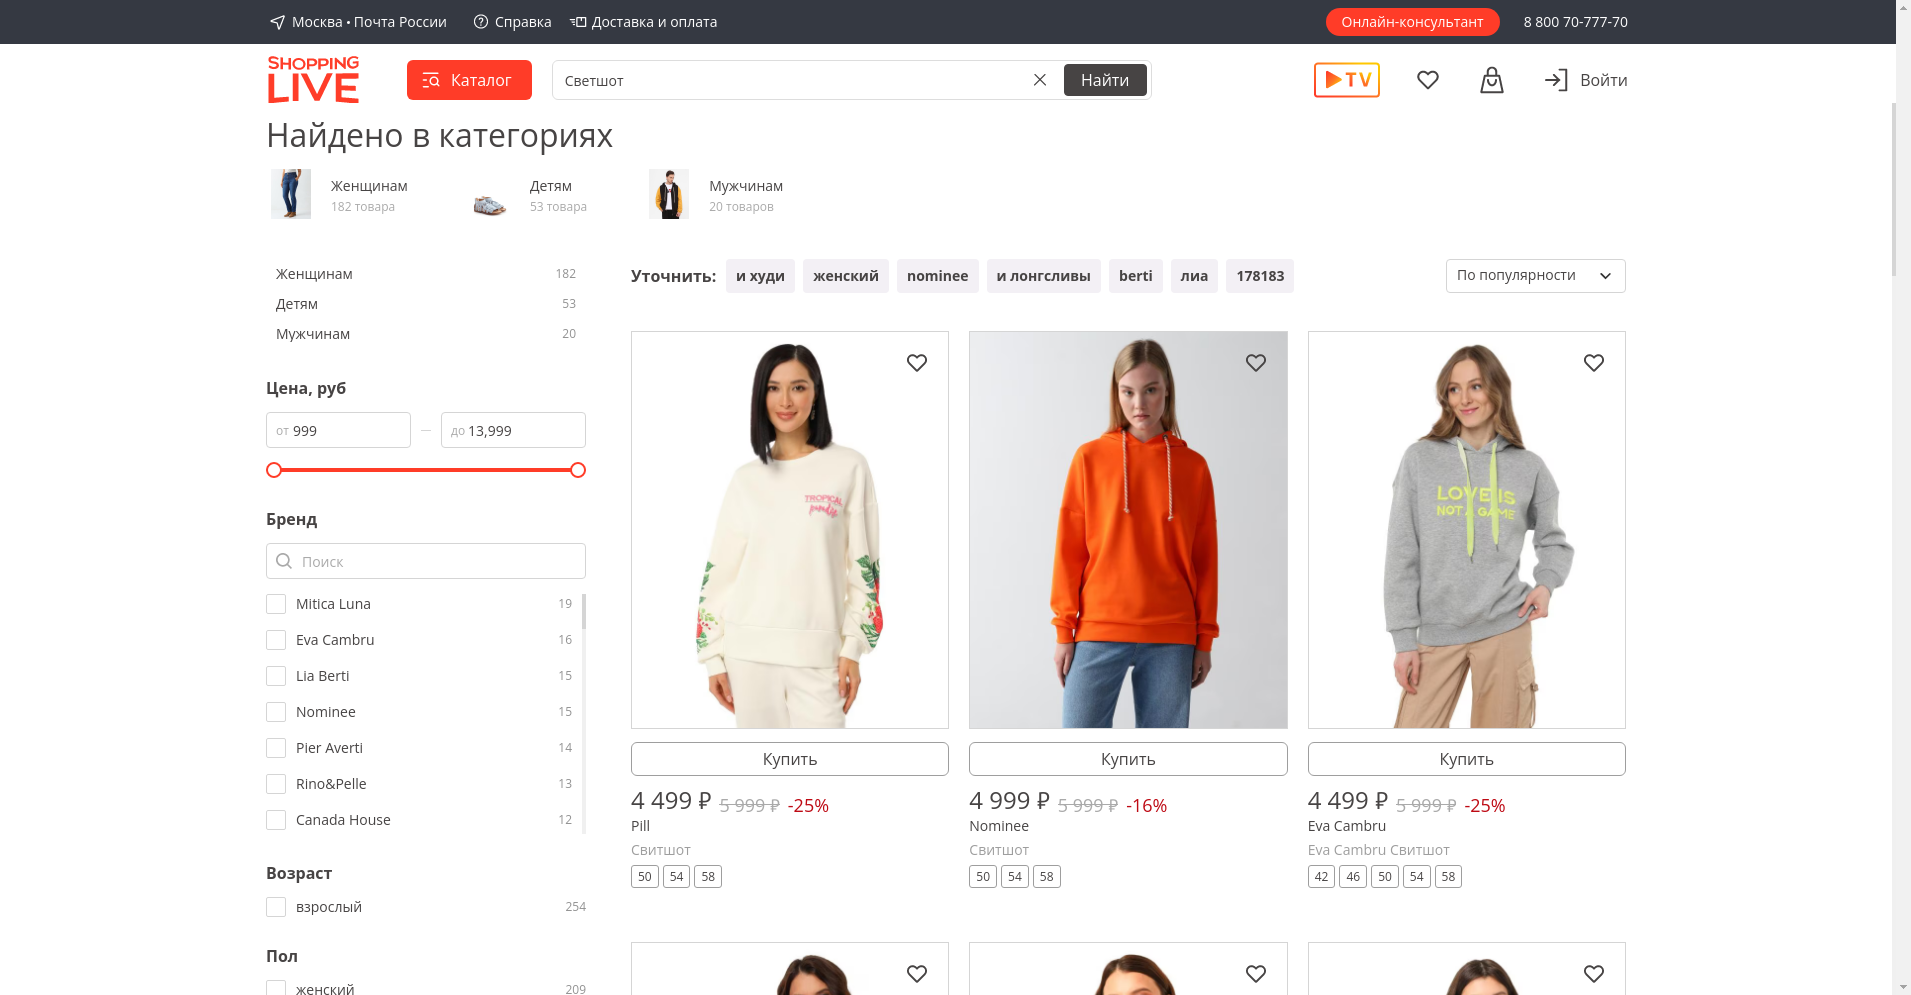 Москва • Почта России
Справка
Доставка и оплата
Онлайн-консультант
8 800 70-777-70
SHOPPING
LIVE
Каталог
Светшот
Найти
TV
Войти
Найдено в категориях
Женщинам
182 товара
Детям
53 товара
Мужчинам
20 товаров
Женщинам 182
Детям 53
Мужчинам 20
Цена, руб
от 999 — до 13,999
Бренд
Поиск
Mitica Luna 19
Eva Cambru 16
Lia Berti 15
Nominee 15
Pier Averti 14
Rino&Pelle 13
Canada House 12
Возраст
взрослый 254
Пол
женский 209
Уточнить: и худи женский nominee и лонгсливы berti лиа 178183
По популярности
TROPICAL
paradise
LOVE IS
NOT A GAME
Купить
4 499 ₽ 5 999 ₽ -25%
Pill
Свитшот
50 54 58
Купить
4 999 ₽ 5 999 ₽ -16%
Nominee
Свитшот
50 54 58
Купить
4 499 ₽ 5 999 ₽ -25%
Eva Cambru
Eva Cambru Свитшот
42 46 50 54 58